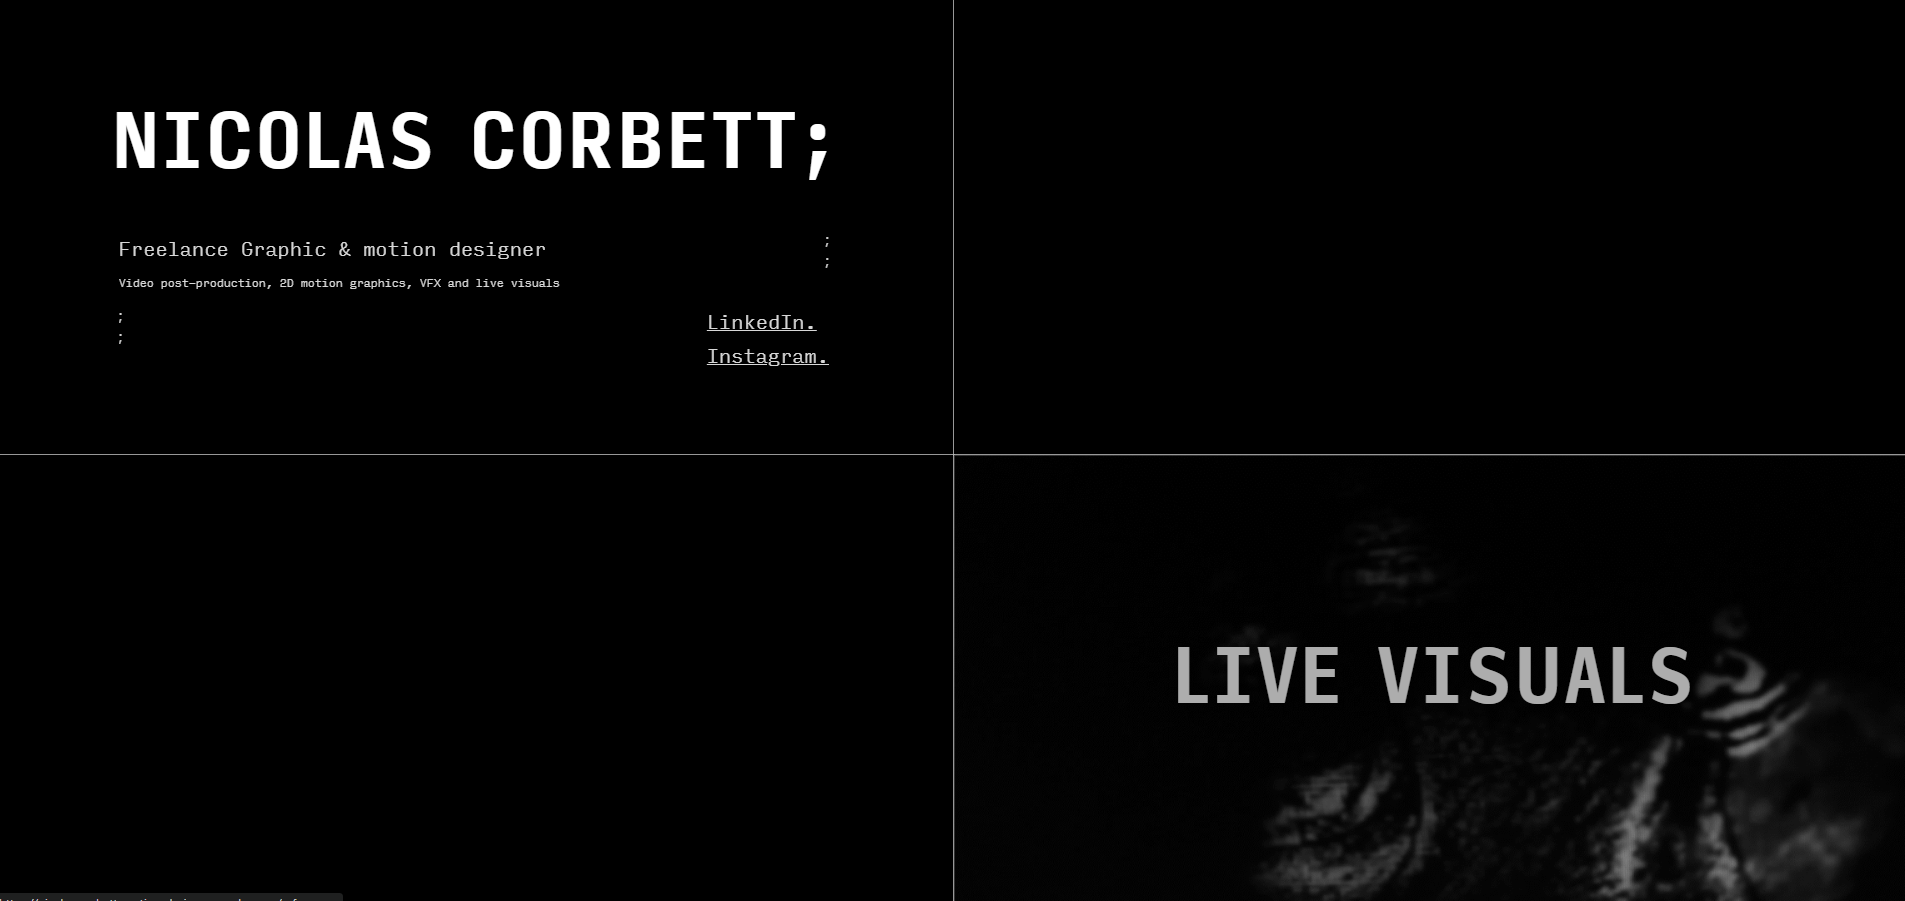 NICOLAS CORBETT;
Freelance Graphic & motion designer
Video post-production, 2D motion graphics, VFX and live visuals
;
;
;
;
LinkedIn.
Instagram.
LIVE VISUALS